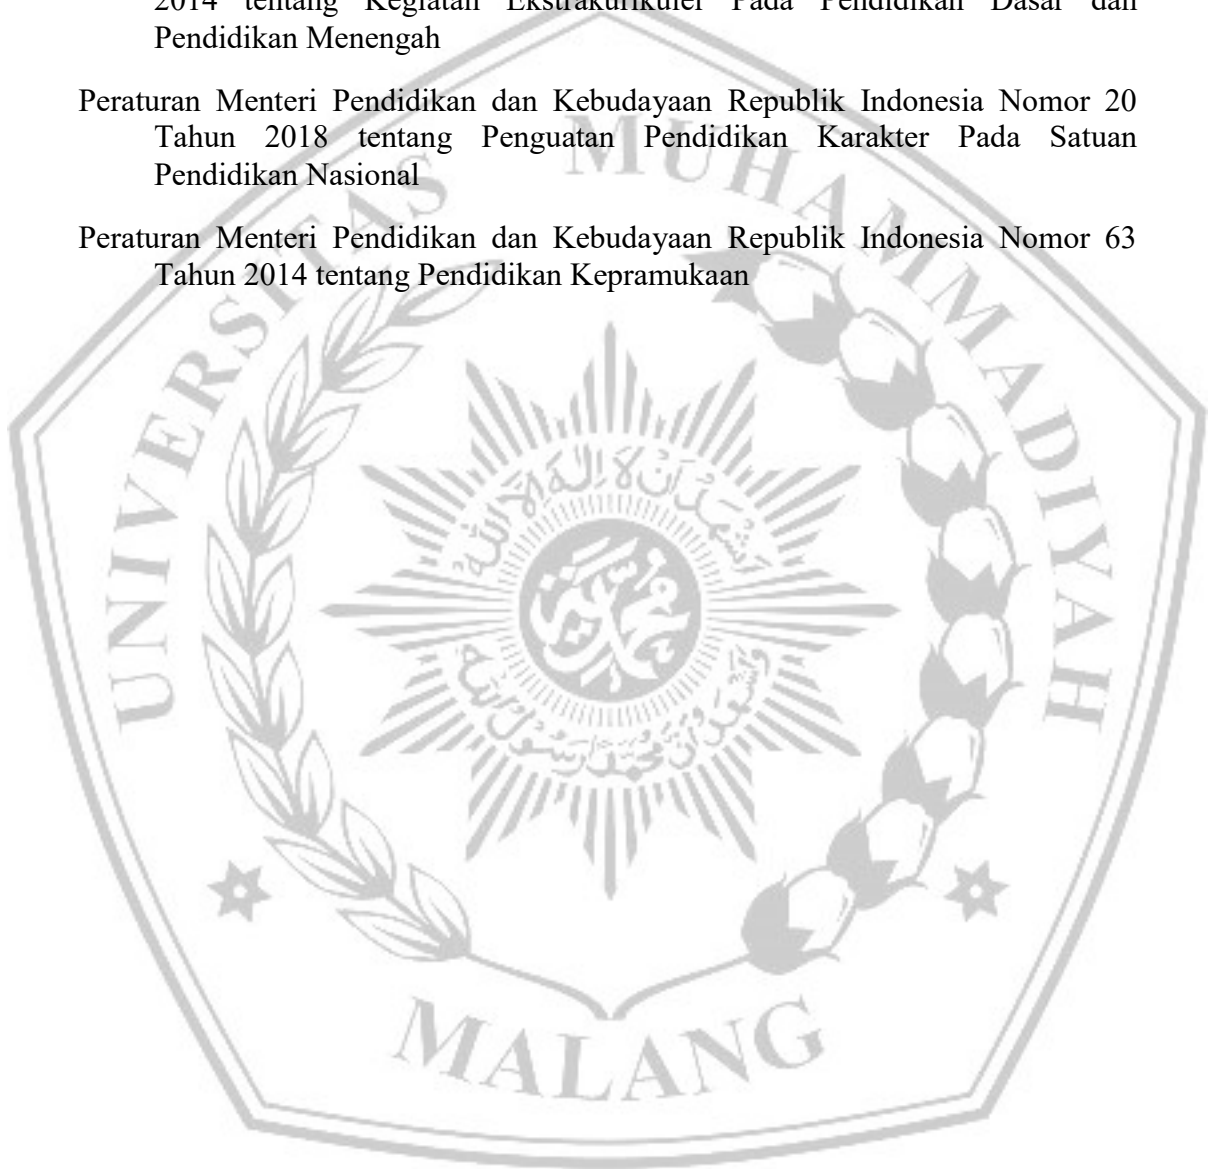 2014 tentang Kegiatan Ekstrakurikuler Pada Pendidikan Dasar dan
Pendidikan Menengah
Peraturan Menteri Pendidikan dan Kebudayaan Republik Indonesia Nomor 20
Tahun 2018 tentang Penguatan Pendidikan Karakter Pada Satuan
Pendidikan Nasional
Peraturan Menteri Pendidikan dan Kebudayaan Republik Indonesia Nomor 63
Tahun 2014 tentang Pendidikan Kepramukaan
UNIVERSITAS MUHAMMADIYAH
MALANG